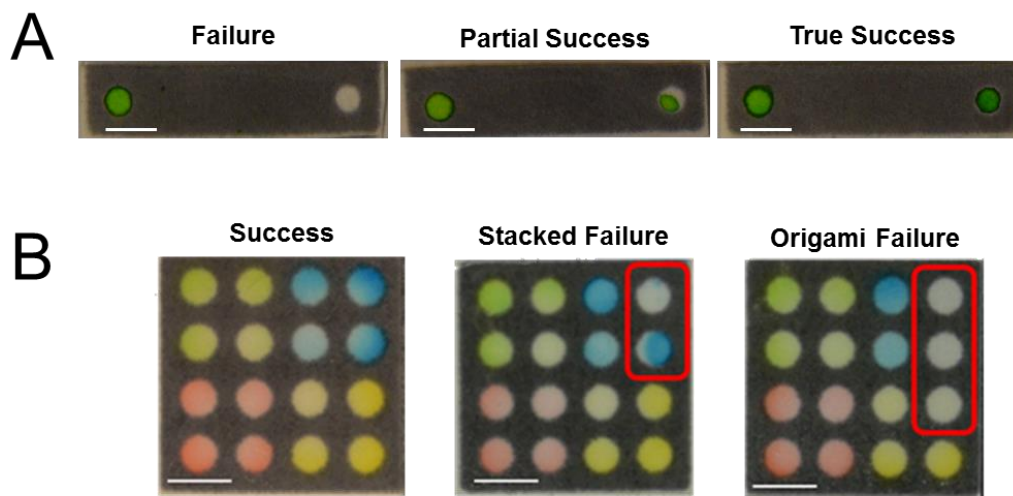 A
Failure
Partial Success
True Success
B
Success
Stacked Failure
Origami Failure